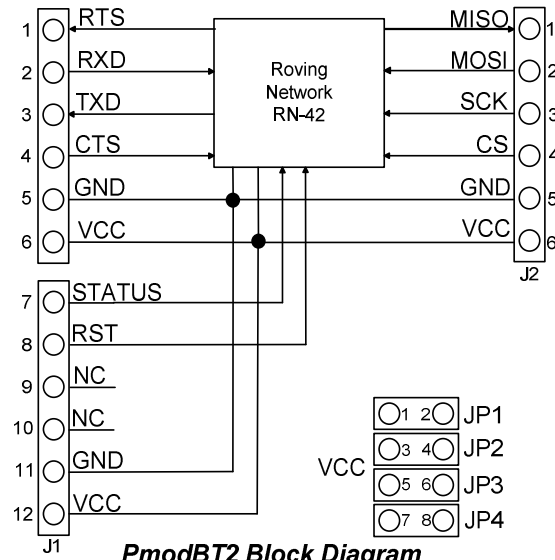 1 RTS
2 RXD
3 TXD
4 CTS
5 GND
6 VCC
Roving
Network
RN-42
MISO 1
MOSI 2
SCK 3
CS 4
GND 5
VCC 6
J2
7 STATUS
8 RST
9 NC
10 NC
11 GND
12 VCC
J1
VCC
1 2 JP1
3 4 JP2
5 6 JP3
7 8 JP4
PmodBT2 Block Diagram